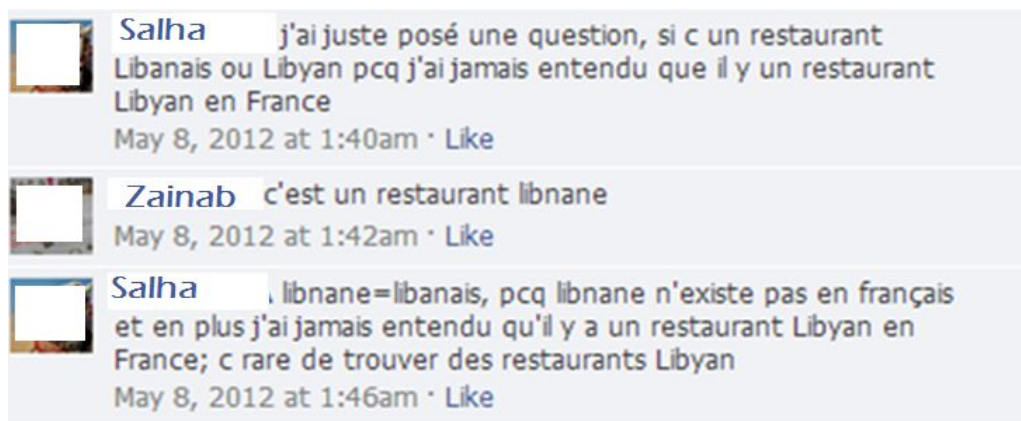 Salha j'ai juste posé une question, si c un restaurant
Libanais ou Libyan pcq j'ai jamais entendu que il y un restaurant
Libyan en France
May 8, 2012 at 1:40am · Like
Zainab c'est un restaurant libnane
May 8, 2012 at 1:42am · Like
Salha libnane=libanais, pcq libnane n'existe pas en français
et en plus j'ai jamais entendu qu'il y a un restaurant Libyan en
France; c rare de trouver des restaurants Libyan
May 8, 2012 at 1:46am · Like